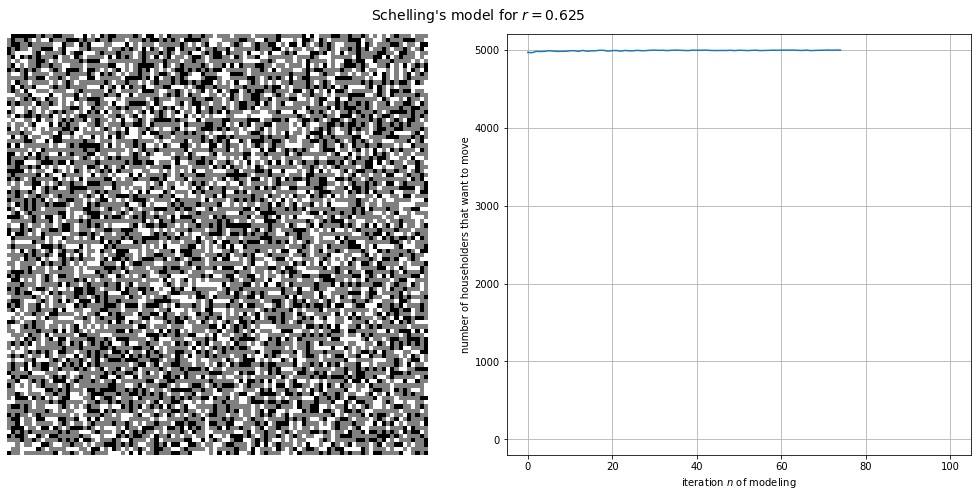 Schelling's model for r = 0.625
number of householders that want to move
5000
4000
3000
2000
1000
0
0 20 40 60 80 100
iteration n of modeling